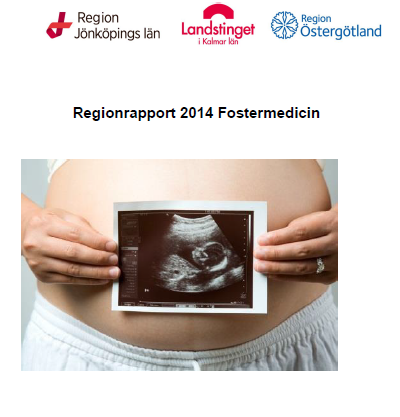 Region
Jönköpings län
Landstinget
i Kalmar län
Region
Östergötland
Regionrapport 2014 Fostermedicin